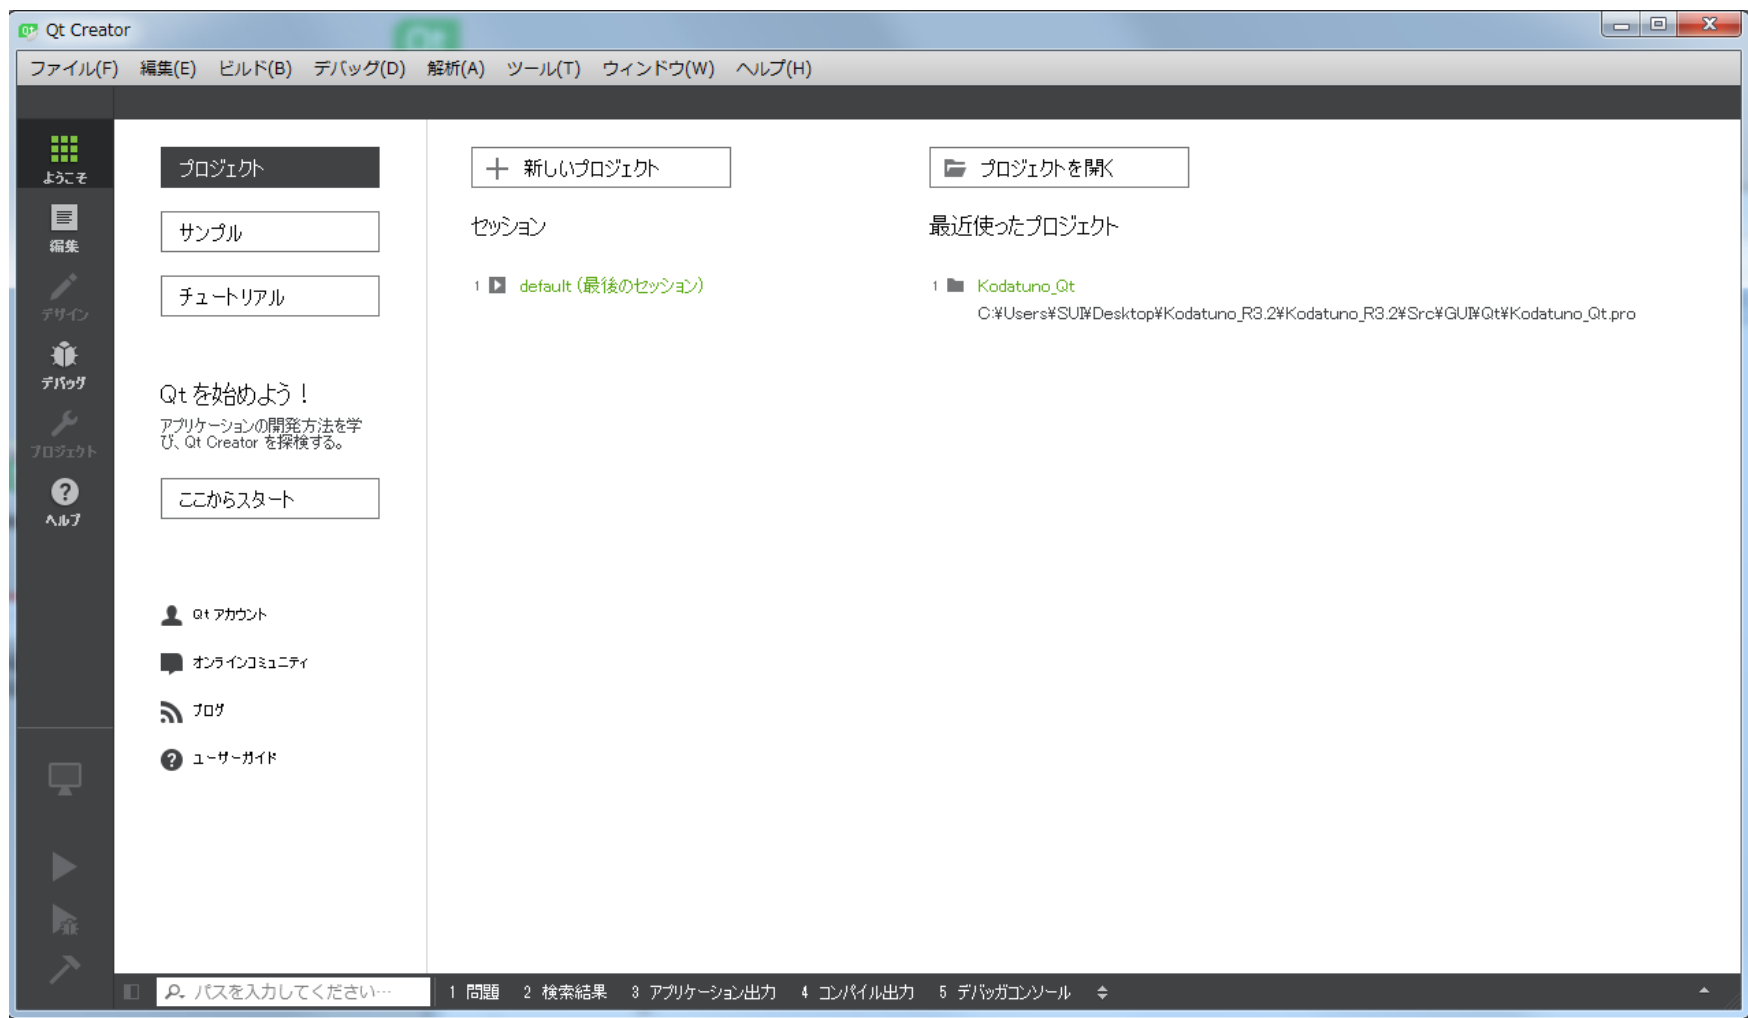 Qt Creator
ファイル(F) 編集(E) ビルド(B) デバッグ(D) 解析(A) ツール(T) ウィンドウ(W) ヘルプ(H)
ようこそ
編集
デザイン
デバッグ
プロジェクト
ヘルプ
プロジェクト
サンプル
チュートリアル
Qt を始めよう！
アプリケーションの開発方法を学
び、Qt Creator を探検する。
ここからスタート
Qt アカウント
オンラインコミュニティ
ブログ
ユーザーガイド
新しいプロジェクト
セッション
1 default (最後のセッション)
プロジェクトを開く
最近使ったプロジェクト
1 Kodatuno_Qt
C:¥Users¥SUI¥Desktop¥Kodatuno_R3.2¥Kodatuno_R3.2¥Src¥GUI¥Qt¥Kodatuno_Qt.pro
パスを入力してください…
1 問題 2 検索結果 3 アプリケーション出力 4 コンパイル出力 5 デバッガコンソール